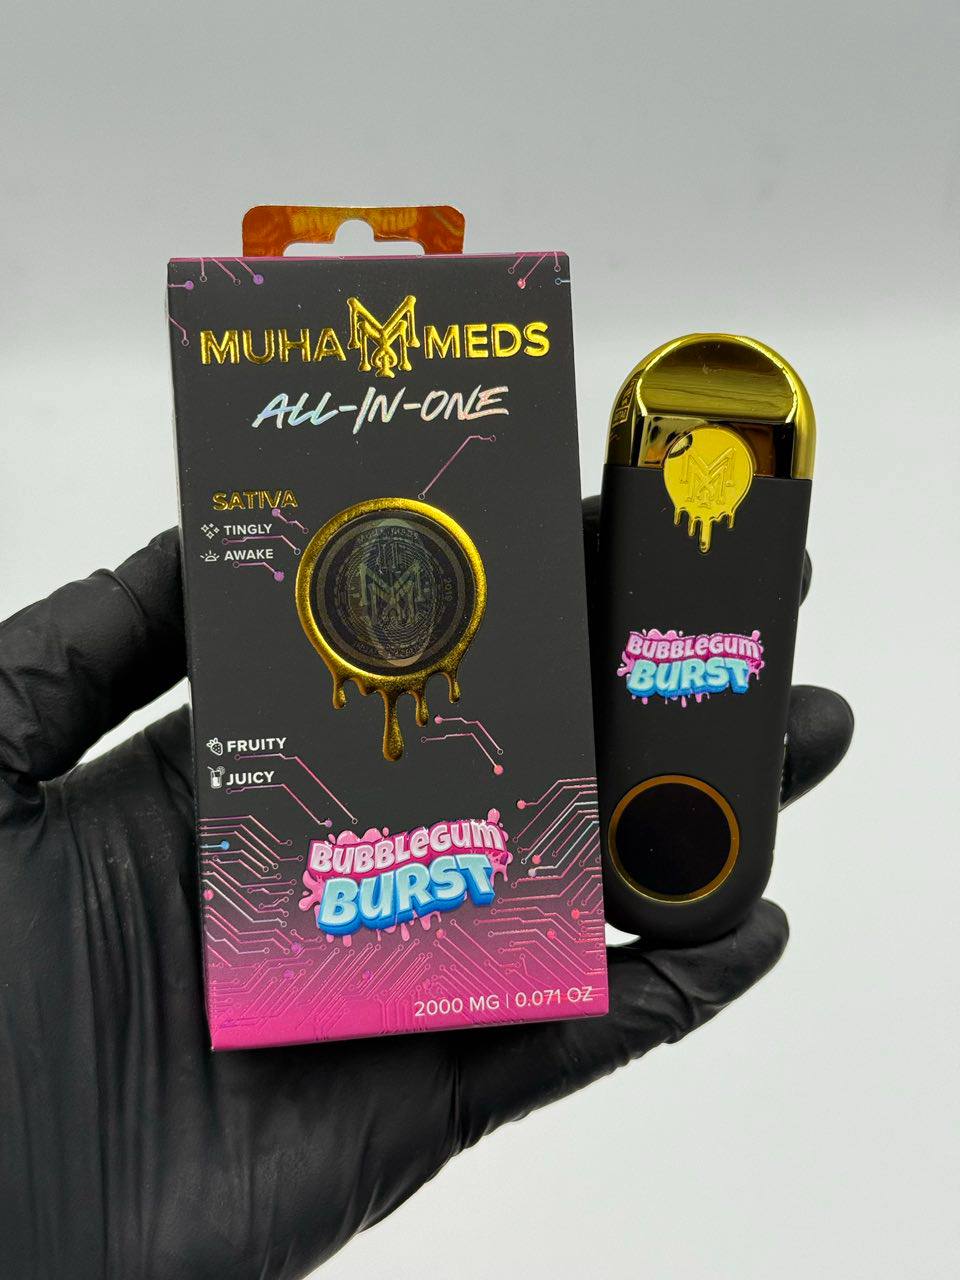 MUHA MEDS
ALL-IN-ONE
SATIVA
TINGLY
AWAKE
2019
FRUITY
JUICY
BUBBLEGUM
BURST
2000 MG | 0.071 OZ
BUBBLEGUM
BURST